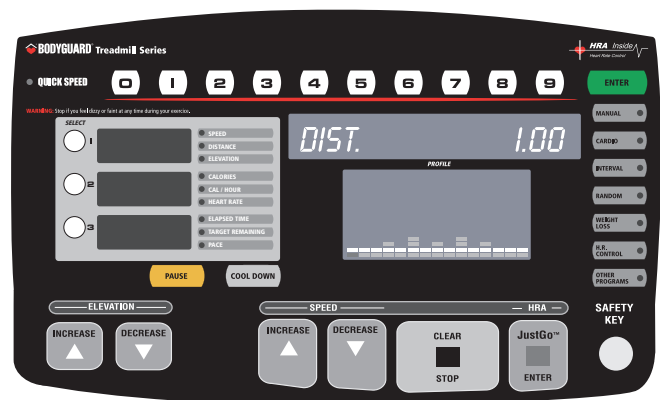 BODYGUARD® Treadmill Series
HRA Inside
Heart Rate Control
QUICK SPEED 0 1 2 3 4 5 6 7 8 9 ENTER
WARNING: Stop if you feel dizzy or faint at any time during your exercice.
SELECT
1
SPEED
DISTANCE
ELEVATION
2
CALORIES
CAL / HOUR
HEART RATE
3
ELAPSED TIME
TARGET REMAINING
PACE
DIST. 1.00
PROFILE
MANUAL
CARDIO
INTERVAL
RANDOM
WEIGHT
LOSS
H.R.
CONTROL
OTHER
PROGRAMS
PAUSE COOL DOWN
ELEVATION
INCREASE DECREASE
SPEED
INCREASE DECREASE
CLEAR
STOP
HRA
JustGo™
ENTER
SAFETY
KEY